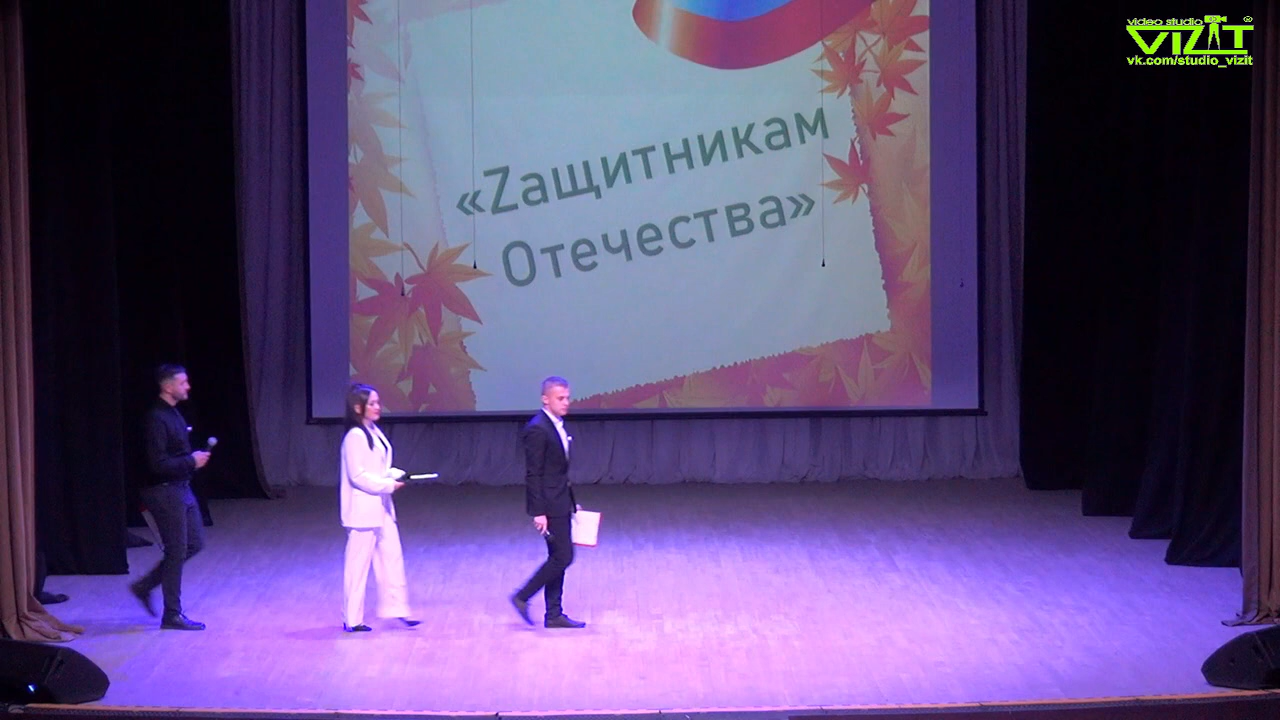 video studio
VIZIT ®
vk.com/studio_vizit
«Zащитникам
Отечества»